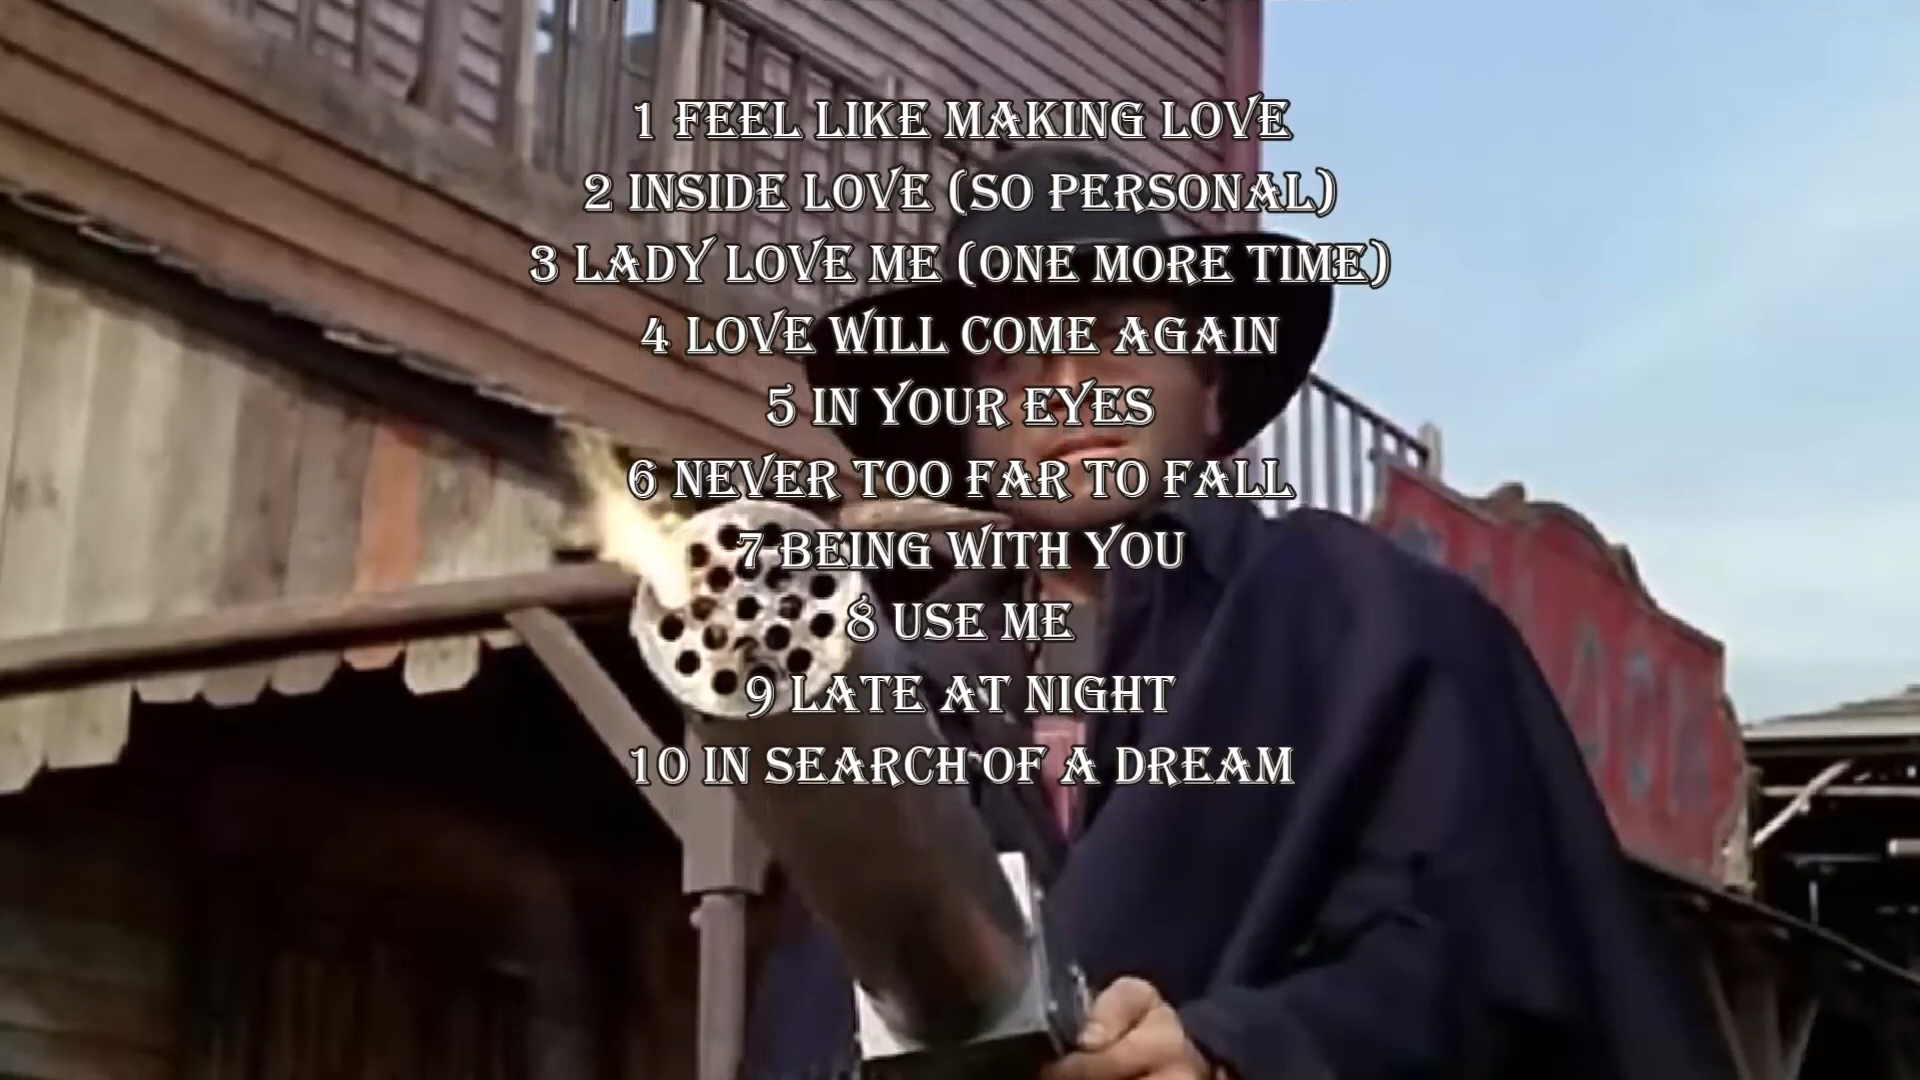 1 FEEL LIKE MAKING LOVE
2 INSIDE LOVE (SO PERSONAL)
3 LADY LOVE ME (ONE MORE TIME)
4 LOVE WILL COME AGAIN
5 IN YOUR EYES
6 NEVER TOO FAR TO FALL
7 BEING WITH YOU
8 USE ME
9 LATE AT NIGHT
10 IN SEARCH OF A DREAM